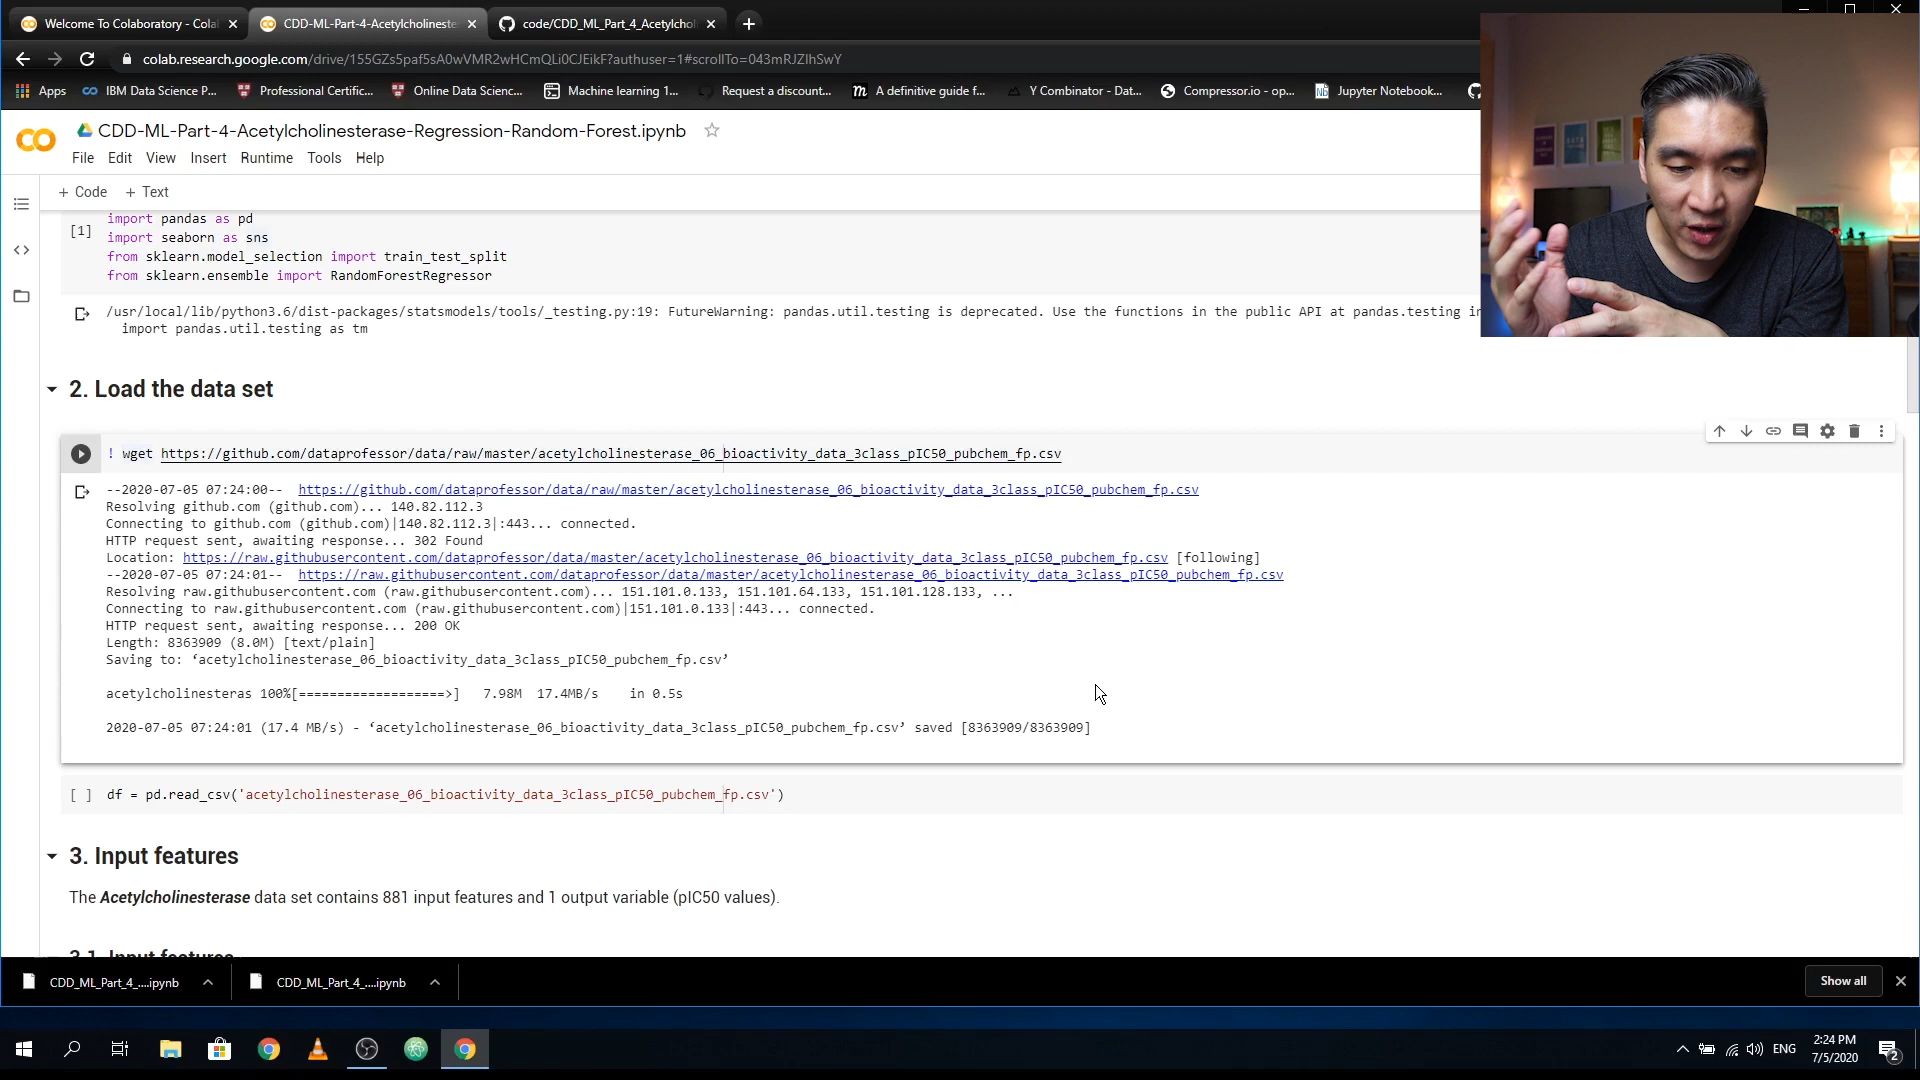 Welcome To Colaboratory - Cola
CDD-ML-Part-4-Acetylcholineste
code/CDD_ML_Part_4_Acetylchol
colab.research.google.com/drive/155GZs5paf5sA0wVMR2wHCmQLi0CJEikF?authuser=1#scrollTo=043mRJZIhSwY
Apps
IBM Data Science P...
Professional Certific...
Online Data Scienc...
Machine learning 1...
Request a discount...
A definitive guide f...
Y Combinator - Dat...
Compressor.io - op...
Jupyter Notebook...
CDD-ML-Part-4-Acetylcholinesterase-Regression-Random-Forest.ipynb
File Edit View Insert Runtime Tools Help
+ Code + Text
[1]
import pandas as pd
import seaborn as sns
from sklearn.model_selection import train_test_split
from sklearn.ensemble import RandomForestRegressor
/usr/local/lib/python3.6/dist-packages/statsmodels/tools/_testing.py:19: FutureWarning: pandas.util.testing is deprecated. Use the functions in the public API at pandas.testing in
import pandas.util.testing as tm
2. Load the data set
! wget https://github.com/dataprofessor/data/raw/master/acetylcholinesterase_06_bioactivity_data_3class_pIC50_pubchem_fp.csv
--2020-07-05 07:24:00-- https://github.com/dataprofessor/data/raw/master/acetylcholinesterase_06_bioactivity_data_3class_pIC50_pubchem_fp.csv
Resolving github.com (github.com)... 140.82.112.3
Connecting to github.com (github.com)|140.82.112.3|:443... connected.
HTTP request sent, awaiting response... 302 Found
Location: https://raw.githubusercontent.com/dataprofessor/data/master/acetylcholinesterase_06_bioactivity_data_3class_pIC50_pubchem_fp.csv [following]
--2020-07-05 07:24:01-- https://raw.githubusercontent.com/dataprofessor/data/master/acetylcholinesterase_06_bioactivity_data_3class_pIC50_pubchem_fp.csv
Resolving raw.githubusercontent.com (raw.githubusercontent.com)... 151.101.0.133, 151.101.64.133, 151.101.128.133, ...
Connecting to raw.githubusercontent.com (raw.githubusercontent.com)|151.101.0.133|:443... connected.
HTTP request sent, awaiting response... 200 OK
Length: 8363909 (8.0M) [text/plain]
Saving to: ‘acetylcholinesterase_06_bioactivity_data_3class_pIC50_pubchem_fp.csv’
acetylcholinesteras 100%[===================>] 7.98M 17.4MB/s in 0.5s
2020-07-05 07:24:01 (17.4 MB/s) - ‘acetylcholinesterase_06_bioactivity_data_3class_pIC50_pubchem_fp.csv’ saved [8363909/8363909]
[ ] df = pd.read_csv('acetylcholinesterase_06_bioactivity_data_3class_pIC50_pubchem_fp.csv')
3. Input features
The Acetylcholinesterase data set contains 881 input features and 1 output variable (pIC50 values).
3.1. Input features
CDD_ML_Part_4_....ipynb
CDD_ML_Part_4_....ipynb
Show all
ENG
2:24 PM
7/5/2020
2